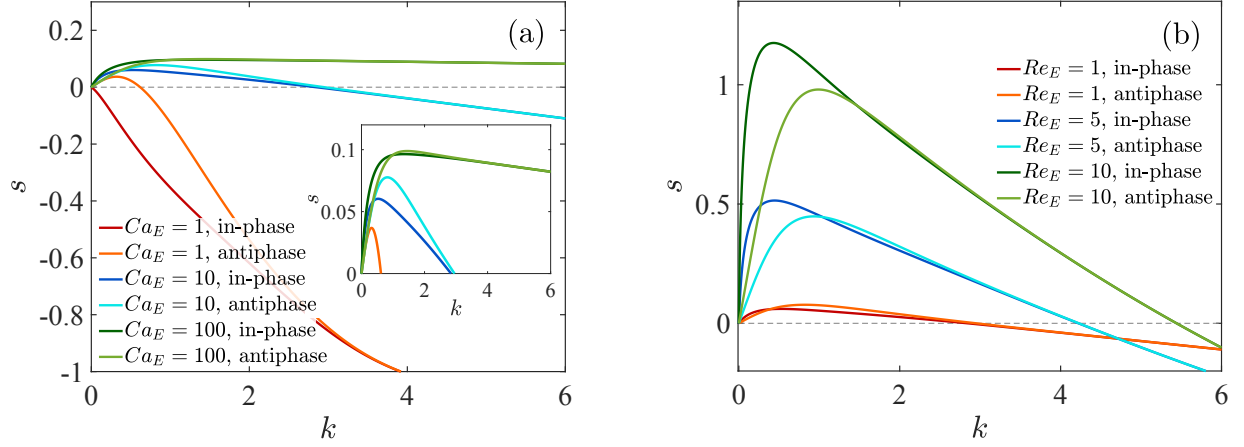 (a)
s
0.2
0
-0.2
-0.4
-0.6
-0.8
-1
0 2 4 6
k
Ca_E = 1, in-phase
Ca_E = 1, antiphase
Ca_E = 10, in-phase
Ca_E = 10, antiphase
Ca_E = 100, in-phase
Ca_E = 100, antiphase
s
0.1
0.05
0
0 2 4 6
k
(b)
s
1
0.5
0
0 2 4 6
k
Re_E = 1, in-phase
Re_E = 1, antiphase
Re_E = 5, in-phase
Re_E = 5, antiphase
Re_E = 10, in-phase
Re_E = 10, antiphase